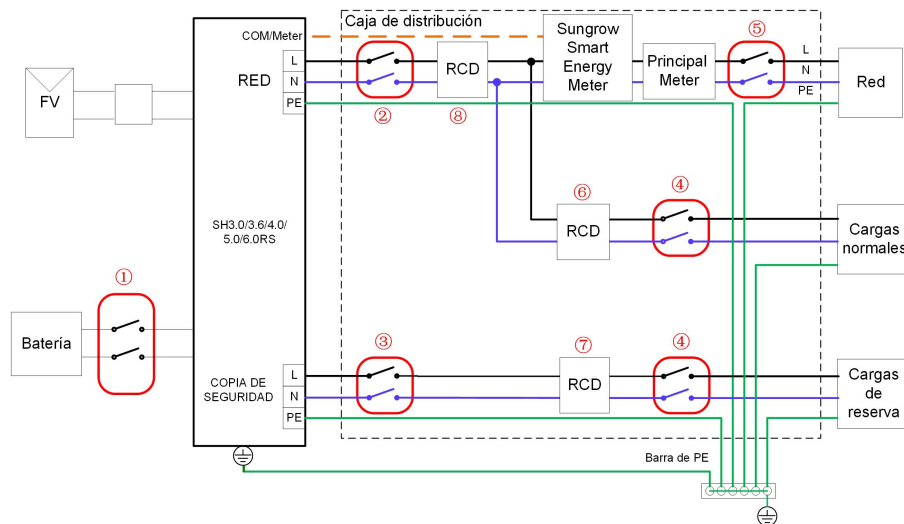 Caja de distribución
COM/Meter
RED
L
N
PE
②
RCD
⑧
Sungrow
Smart
Energy
Meter
Principal
Meter
⑤
L
N
PE
Red
FV
SH3.0/3.6/4.0/
5.0/6.0RS
⑥
RCD
④
Cargas
normales
①
Batería
COPIA DE
SEGURIDAD
L
N
PE
③
⑦
RCD
④
Cargas
de
reserva
Barra de PE